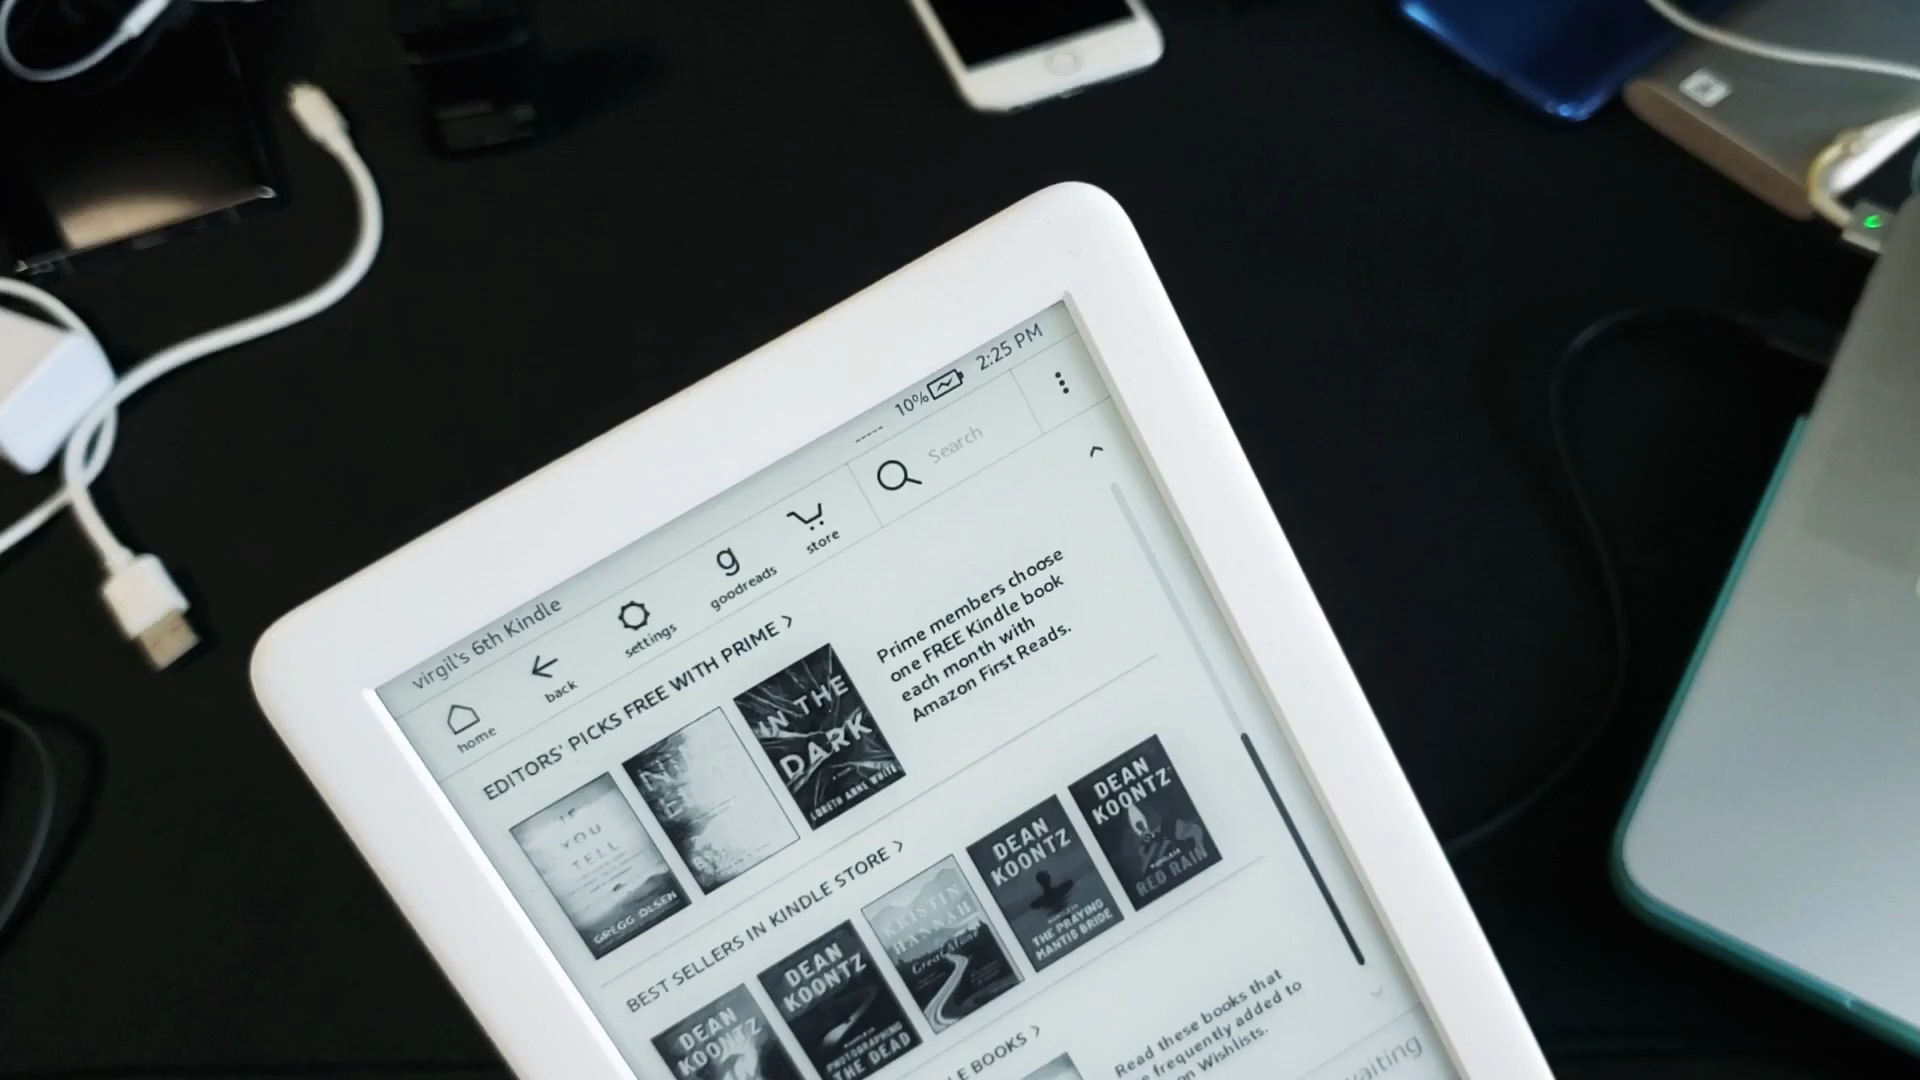 virgil's 6th Kindle
10%
2:25 PM
home
back
settings
goodreads
store
Search
EDITORS' PICKS FREE WITH PRIME
IF
YOU
TELL
GREGG OLSEN
IN THE
DARK
LORETH ANNE WHITE
Prime members choose
one FREE Kindle book
each month with
Amazon First Reads.
BEST SELLERS IN KINDLE STORE
DEAN
KOONTZ
DEAN
KOONTZ
PHOTOGRAPHING
THE DEAD
KRISTIN
HANNAH
Great Alone
DEAN
KOONTZ
THE PRAYING
MANTIS BRIDE
DEAN
KOONTZ
RED RAIN
BOOKS
Read these books that
frequently added to
Wishlists.